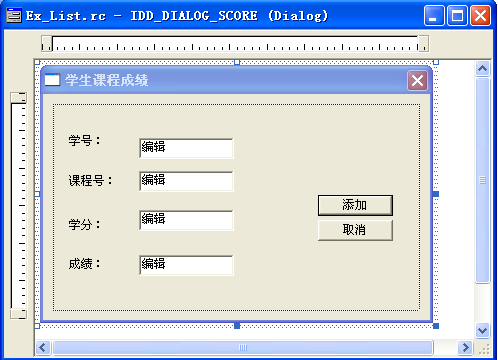 Ex_List.rc - IDD_DIALOG_SCORE (Dialog)
学生课程成绩
学号：
编辑
课程号：
编辑
添加
学分：
编辑
取消
成绩：
编辑